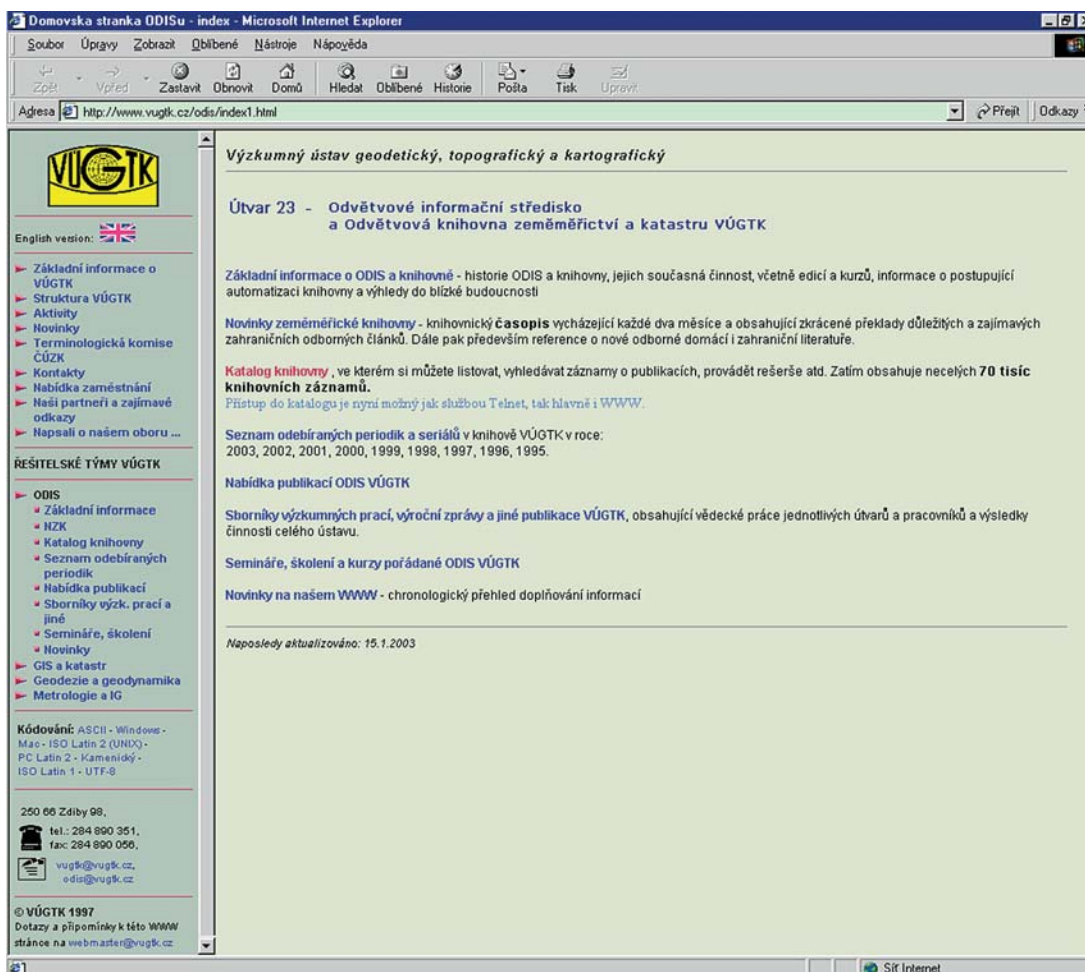 Domovska stranka ODISu - index - Microsoft Internet Explorer
Soubor Úpravy Zobrazit Oblíbené Nástroje Nápověda
Zpět Vpřed Zastavit Obnovit Domů Hledat Oblíbené Historie Pošta Tisk Upravit
Adresa http://www.vugtk.cz/odis/index1.html Přejít Odkazy
VÚGTK
English version:
Základní informace o
VÚGTK
Struktura VÚGTK
Aktivity
Novinky
Terminologická komise
ČÚZK
Kontakty
Nabídka zaměstnání
Naši partneři a zajímavé
odkazy
Napsali o našem oboru ...
ŘEŠITELSKÉ TÝMY VÚGTK
ODIS
Základní informace
NZK
Katalog knihovny
Seznam odebíraných
periodik
Nabídka publikací
Sborníky výzk. prací a
jiné
Semináře, školení
Novinky
GIS a katastr
Geodezie a geodynamika
Metrologie a IG
Kódování: ASCII - Windows -
Mac - ISO Latin 2 (UNIX) -
PC Latin 2 - Kamenický -
ISO Latin 1 - UTF-8
250 66 Zdiby 98,
tel.: 284 890 351,
fax: 284 890 056,
vugtk@vugtk.cz,
odis@vugtk.cz
© VÚGTK 1997
Dotazy a připomínky k této WWW
stránce na webmaster@vugtk.cz
Výzkumný ústav geodetický, topografický a kartografický
Útvar 23 - Odvětvové informační středisko
a Odvětvová knihovna zeměměřictví a katastru VÚGTK
Základní informace o ODIS a knihovně - historie ODIS a knihovny, jejich současná činnost, včetně edicí a kurzů, informace o postupující
automatizaci knihovny a výhledy do blízké budoucnosti
Novinky zeměměřické knihovny - knihovnický časopis vycházející každé dva měsíce a obsahující zkrácené překlady důležitých a zajímavých
zahraničních odborných článků. Dále pak především reference o nové odborné domácí i zahraniční literatuře.
Katalog knihovny , ve kterém si můžete listovat, vyhledávat záznamy o publikacích, provádět rešerše atd. Zatím obsahuje necelých 70 tisíc
knihovních záznamů.
Přístup do katalogu je nyní možný jak službou Telnet, tak hlavně i WWW.
Seznam odebíraných periodik a seriálů v knihově VÚGTK v roce:
2003, 2002, 2001, 2000, 1999, 1998, 1997, 1996, 1995.
Nabídka publikací ODIS VÚGTK
Sborníky výzkumných prací, výroční zprávy a jiné publikace VÚGTK, obsahující vědecké práce jednotlivých útvarů a pracovníků a výsledky
činnosti celého ústavu.
Semináře, školení a kurzy pořádané ODIS VÚGTK
Novinky na našem WWW - chronologický přehled doplňování informací
Naposledy aktualizováno: 15.1.2003
Síť Internet